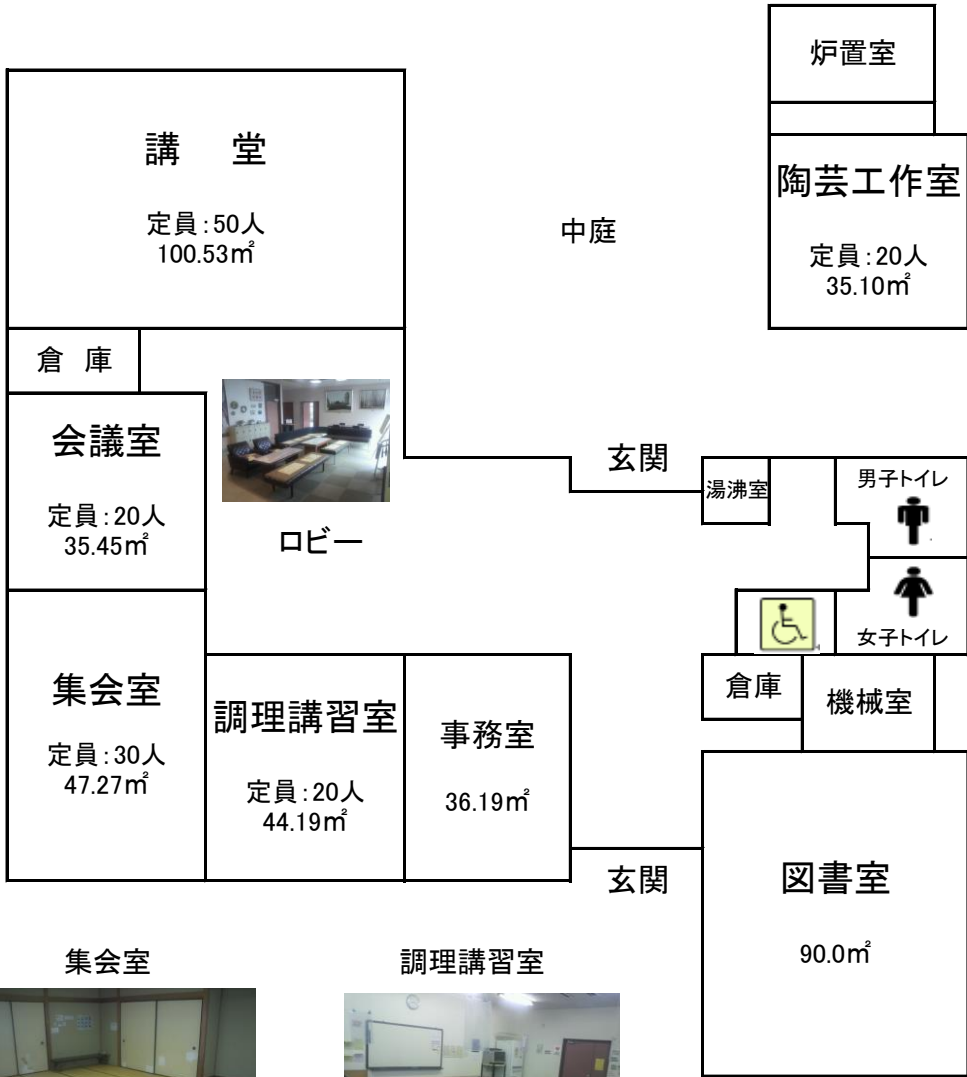 炉置室
講　堂
定員：50人
100.53㎡
陶芸工作室
定員：20人
35.10㎡
中庭
倉 庫
会議室
定員：20人
35.45㎡
ロビー
玄関
湯沸室
男子トイレ
女子トイレ
集会室
定員：30人
47.27㎡
調理講習室
定員：20人
44.19㎡
事務室
36.19㎡
倉庫
機械室
玄関
図書室
90.0㎡
集会室
調理講習室